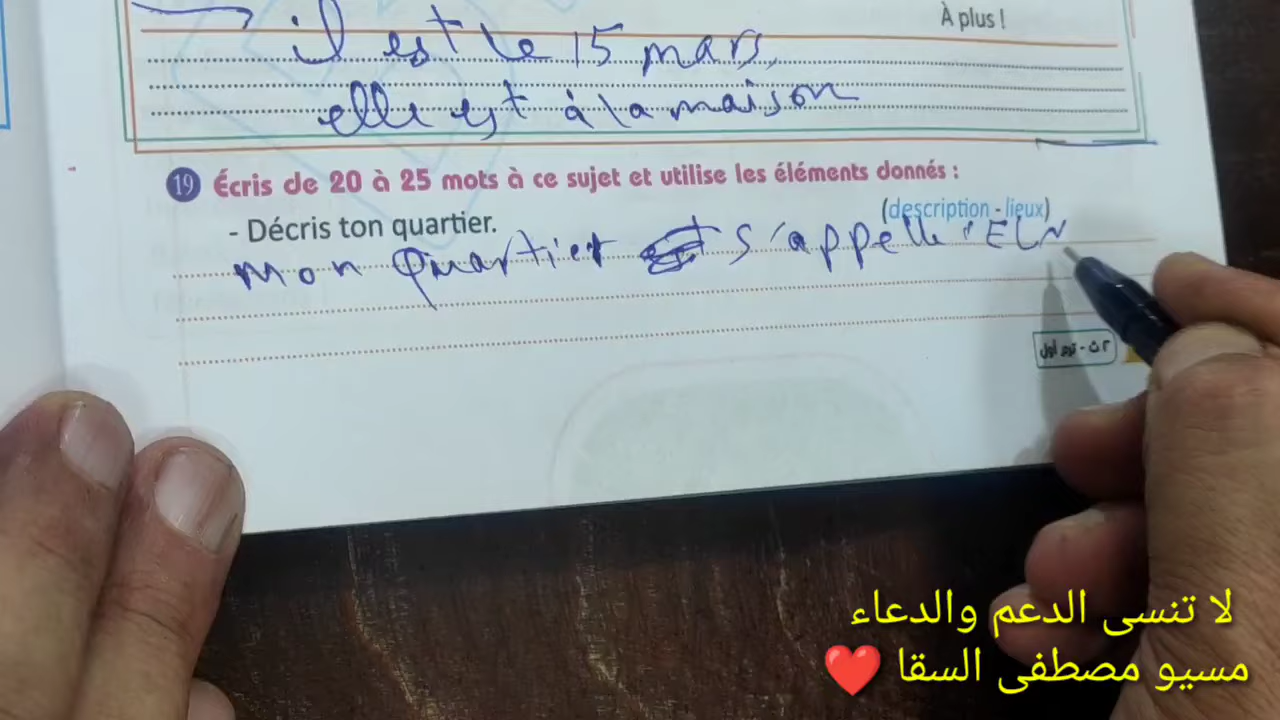 À plus !
il est le 15 mars,
elle est à la maison
19 Écris de 20 à 25 mots à ce sujet et utilise les éléments donnés :
- Décris ton quartier. (description - lieux)
mon quartier s'appelle
٢ ث - ترم أول
لا تنسى الدعم والدعاء
مسيو مصطفى السقا ❤️